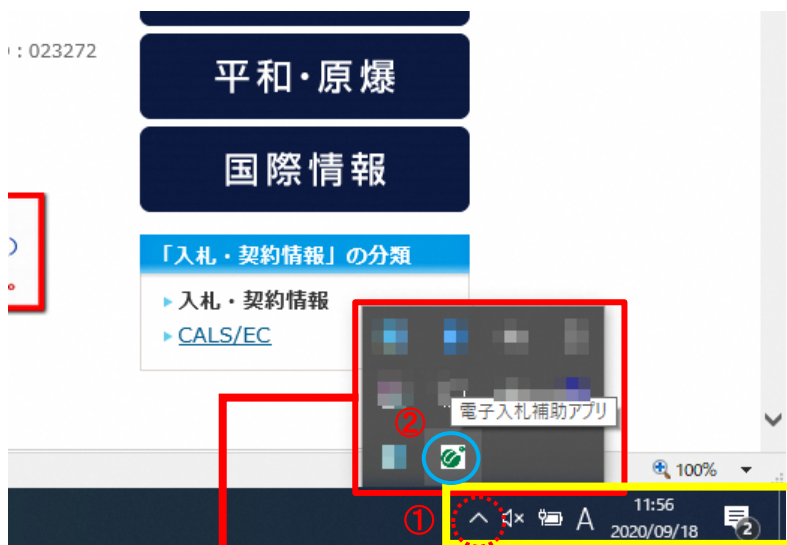 ：023272
平和・原爆
国際情報
の
。
「入札・契約情報」の分類
入札・契約情報
CALS/EC
電子入札補助アプリ
②
100%
①
A
11:56
2020/09/18
2